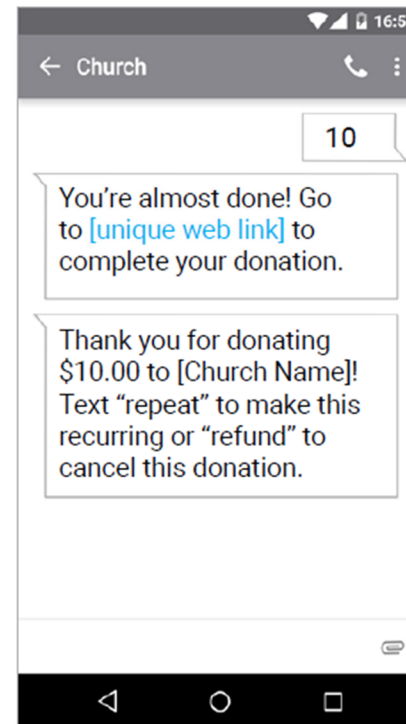 16:5
Church
10
You’re almost done! Go
to [unique web link] to
complete your donation.
Thank you for donating
$10.00 to [Church Name]!
Text “repeat” to make this
recurring or “refund” to
cancel this donation.